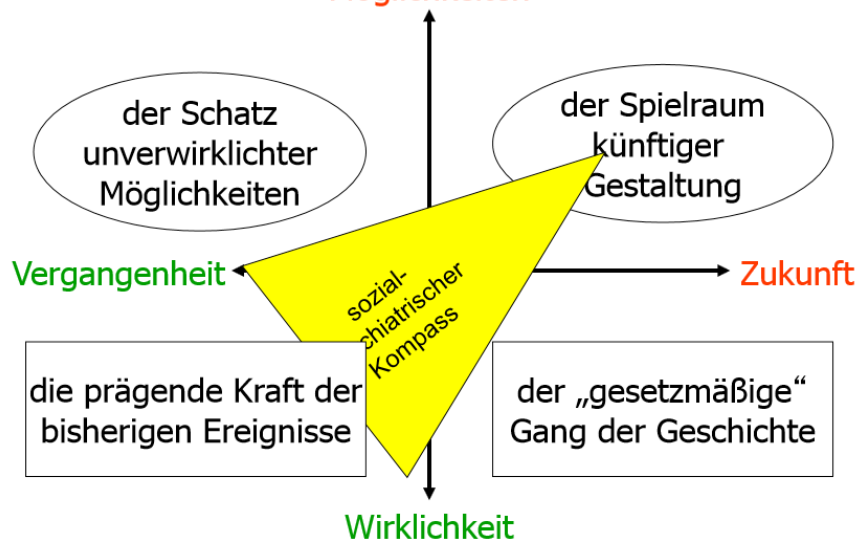 der Schatz
unverwirklichter
Möglichkeiten
der Spielraum
künftiger
Gestaltung
Vergangenheit
Zukunft
sozial-
chiatrischer
Kompass
die prägende Kraft der
bisherigen Ereignisse
der „gesetzmäßige“
Gang der Geschichte
Wirklichkeit